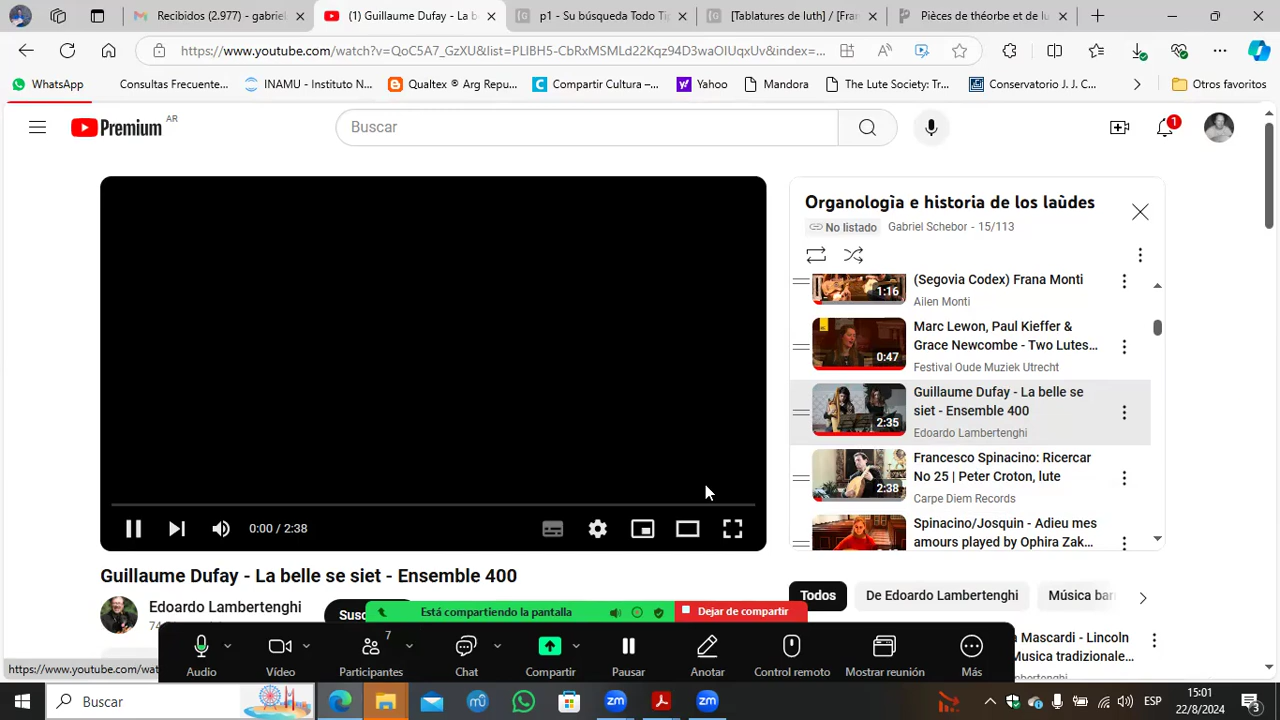 Recibidos (2.977) - gabriel
(1) Guillaume Dufay - La b
p1 - Su búsqueda Todo Ti
[Tablatures de luth] / [Fran
Pièces de théorbe et de lu
https://www.youtube.com/watch?v=QoC5A7_GzXU&list=PLIBH5-CbRxMSMLd22Kqz94D3waOIUqxUv&index=...
WhatsApp
Consultas Frecuente...
INAMU - Instituto N...
Qualtex ® Arg Repu...
Compartir Cultura –...
Yahoo
Mandora
The Lute Society: Tr...
Conservatorio J. J. C...
Otros favoritos
Premium AR
Buscar
1
Organologìa e historia de los laùdes
No listado Gabriel Schebor - 15/113
(Segovia Codex) Frana Monti
1:16
Ailen Monti
Marc Lewon, Paul Kieffer &
Grace Newcombe - Two Lutes...
0:47
Festival Oude Muziek Utrecht
Guillaume Dufay - La belle se
siet - Ensemble 400
2:35
Edoardo Lambertenghi
Francesco Spinacino: Ricercar
No 25 | Peter Croton, lute
2:38
Carpe Diem Records
Spinacino/Josquin - Adieu mes
amours played by Ophira Zak...
0:00 / 2:38
Guillaume Dufay - La belle se siet - Ensemble 400
Edoardo Lambertenghi
Susc
Todos
De Edoardo Lambertenghi
Música bar
Está compartiendo la pantalla
Dejar de compartir
Mascardi - Lincoln
Musica tradizionale...
7
Audio
Vídeo
Participantes
Chat
Compartir
Pausar
Anotar
Control remoto
Mostrar reunión
Más
https://www.youtube.com/wat
Buscar
ESP
15:01
22/8/2024
3